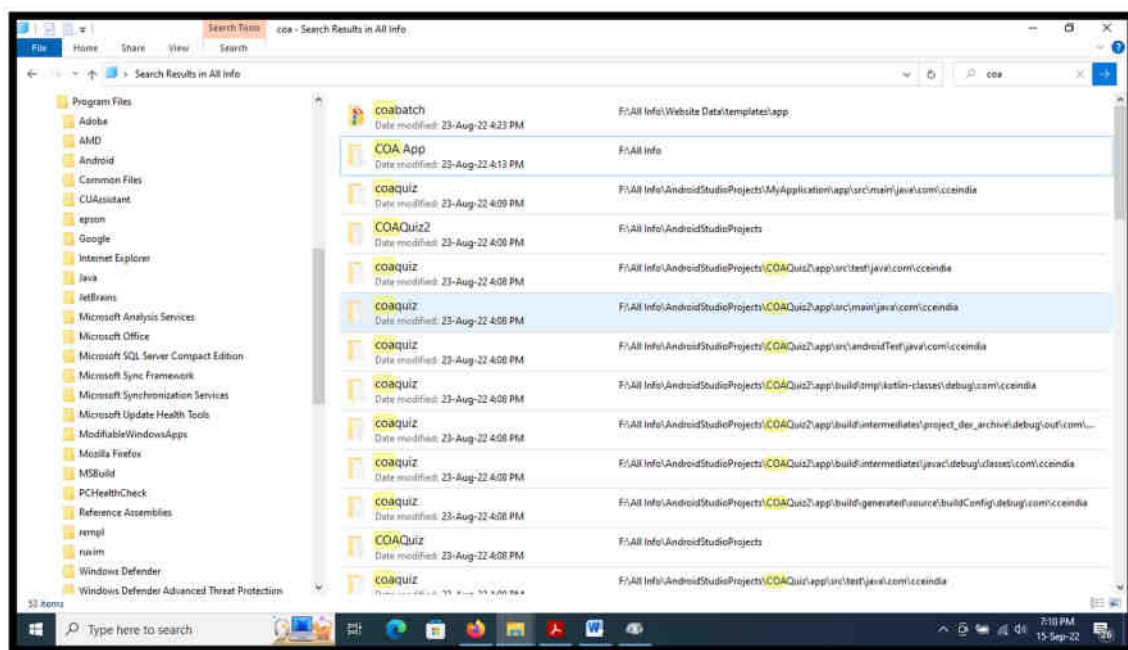 Search Tools
coa - Search Results in All Info
File Home Share View Search
Search Results in All Info
coa
Program Files
Adobe
AMD
Android
Common Files
CUAssistant
epson
Google
Internet Explorer
Java
JetBrains
Microsoft Analysis Services
Microsoft Office
Microsoft SQL Server Compact Edition
Microsoft Sync Framework
Microsoft Synchronization Services
Microsoft Update Health Tools
ModifiableWindowsApps
Mozilla Firefox
MSBuild
PCHealthCheck
Reference Assemblies
rempl
ruxim
Windows Defender
Windows Defender Advanced Threat Protection
coabatch F:\All Info\Website Data\templates\app
Date modified: 23-Aug-22 4:23 PM
COA App F:\All Info
Date modified: 23-Aug-22 4:13 PM
coaquiz F:\All Info\AndroidStudioProjects\MyApplication\app\src\main\java\com\cceindia
Date modified: 23-Aug-22 4:09 PM
COAQuiz2 F:\All Info\AndroidStudioProjects
Date modified: 23-Aug-22 4:08 PM
coaquiz F:\All Info\AndroidStudioProjects\COAQuiz2\app\src\test\java\com\cceindia
Date modified: 23-Aug-22 4:08 PM
coaquiz F:\All Info\AndroidStudioProjects\COAQuiz2\app\src\main\java\com\cceindia
Date modified: 23-Aug-22 4:08 PM
coaquiz F:\All Info\AndroidStudioProjects\COAQuiz2\app\src\androidTest\java\com\cceindia
Date modified: 23-Aug-22 4:08 PM
coaquiz F:\All Info\AndroidStudioProjects\COAQuiz2\app\build\tmp\kotlin-classes\debug\com\cceindia
Date modified: 23-Aug-22 4:08 PM
coaquiz F:\All Info\AndroidStudioProjects\COAQuiz2\app\build\intermediates\project_dex_archive\debug\out\com\...
Date modified: 23-Aug-22 4:08 PM
coaquiz F:\All Info\AndroidStudioProjects\COAQuiz2\app\build\intermediates\javac\debug\classes\com\cceindia
Date modified: 23-Aug-22 4:08 PM
coaquiz F:\All Info\AndroidStudioProjects\COAQuiz2\app\build\generated\source\buildConfig\debug\com\cceindia
Date modified: 23-Aug-22 4:08 PM
COAQuiz F:\All Info\AndroidStudioProjects
Date modified: 23-Aug-22 4:08 PM
coaquiz F:\All Info\AndroidStudioProjects\COAQuiz\app\src\test\java\com\cceindia
53 items
Type here to search
7:10 PM
15-Sep-22